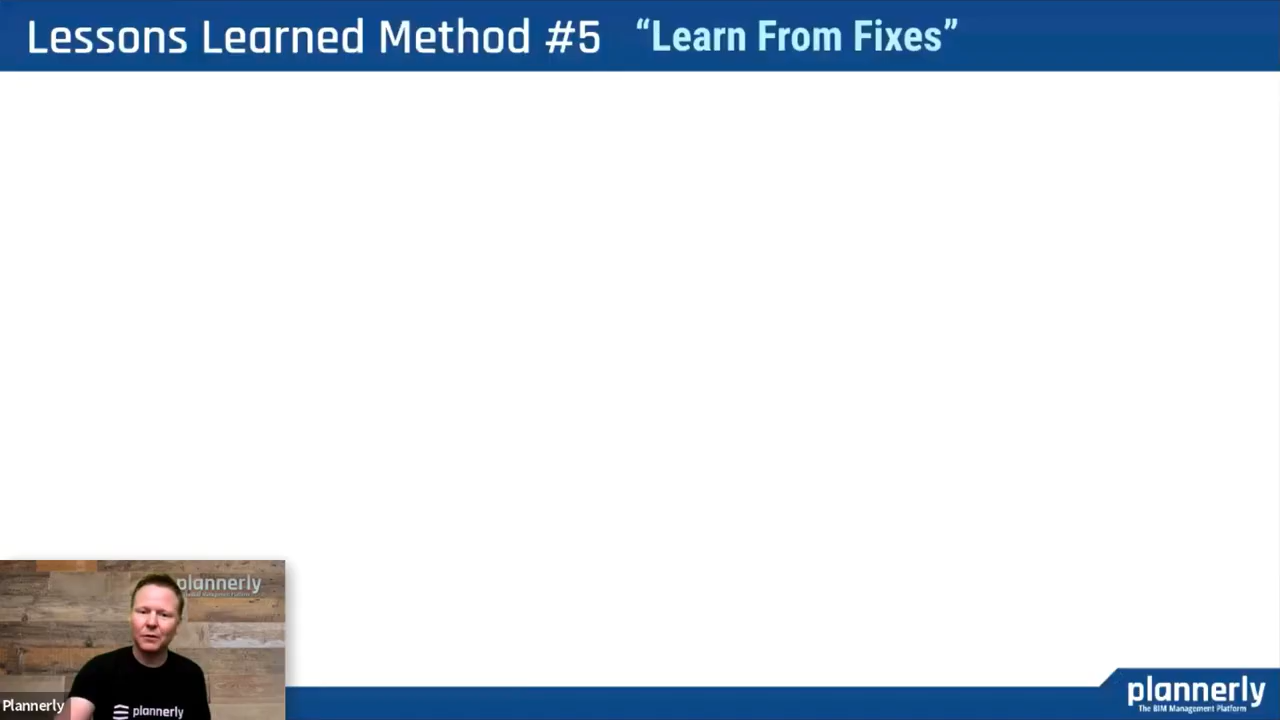 Lessons Learned Method #5 “Learn From Fixes”
plannerly
Plannerly
plannerly
plannerly
The BIM Management Platform